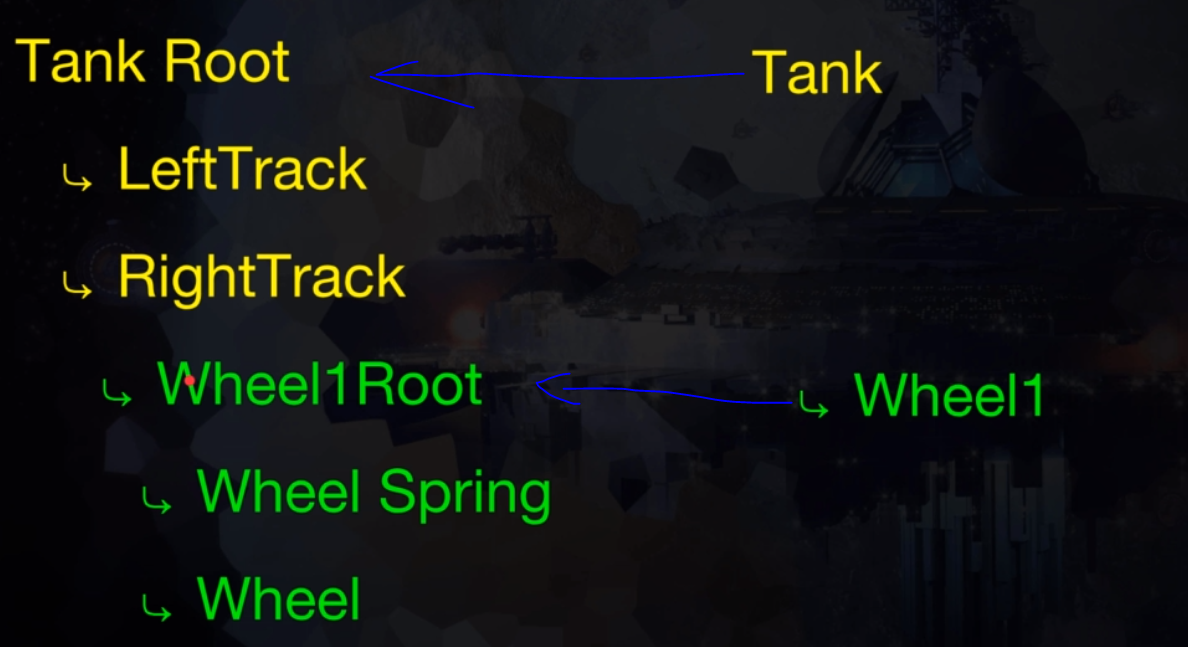 Tank Root
Tank
↳ LeftTrack
↳ RightTrack
↳ Wheel1Root
↳ Wheel1
↳ Wheel Spring
↳ Wheel